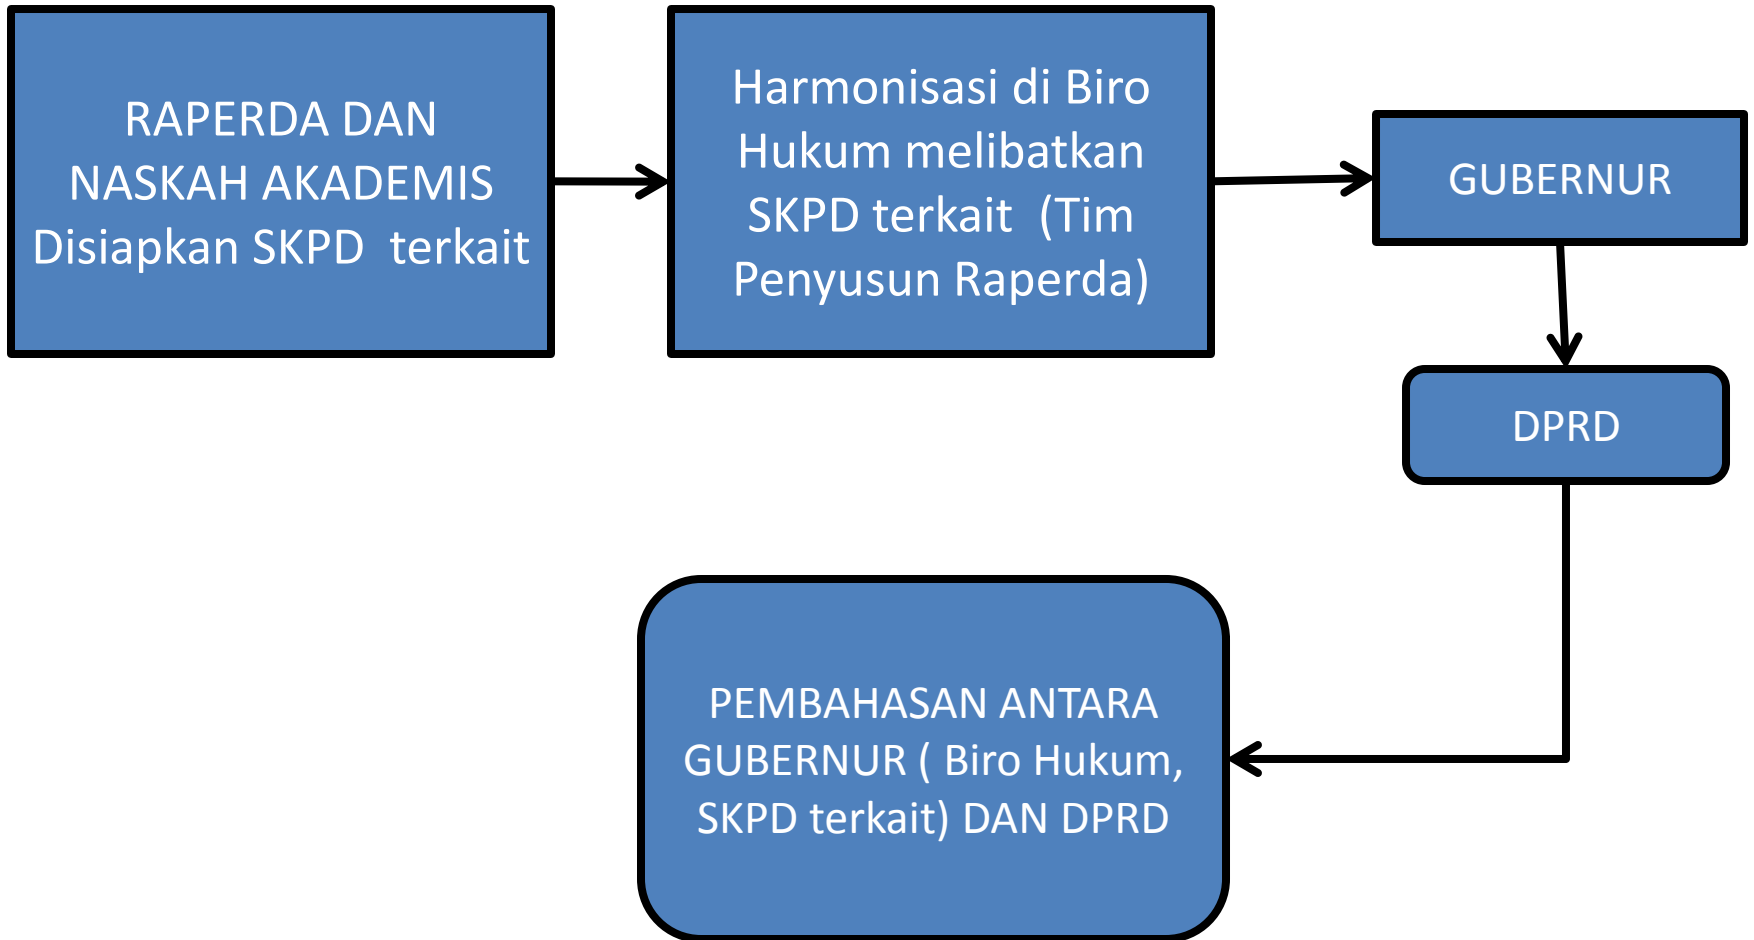 RAPERDA DAN
NASKAH AKADEMIS
Disiapkan SKPD  terkait
Harmonisasi di Biro
Hukum melibatkan
SKPD terkait  (Tim
Penyusun Raperda)
GUBERNUR
DPRD
PEMBAHASAN ANTARA
GUBERNUR ( Biro Hukum,
SKPD terkait) DAN DPRD